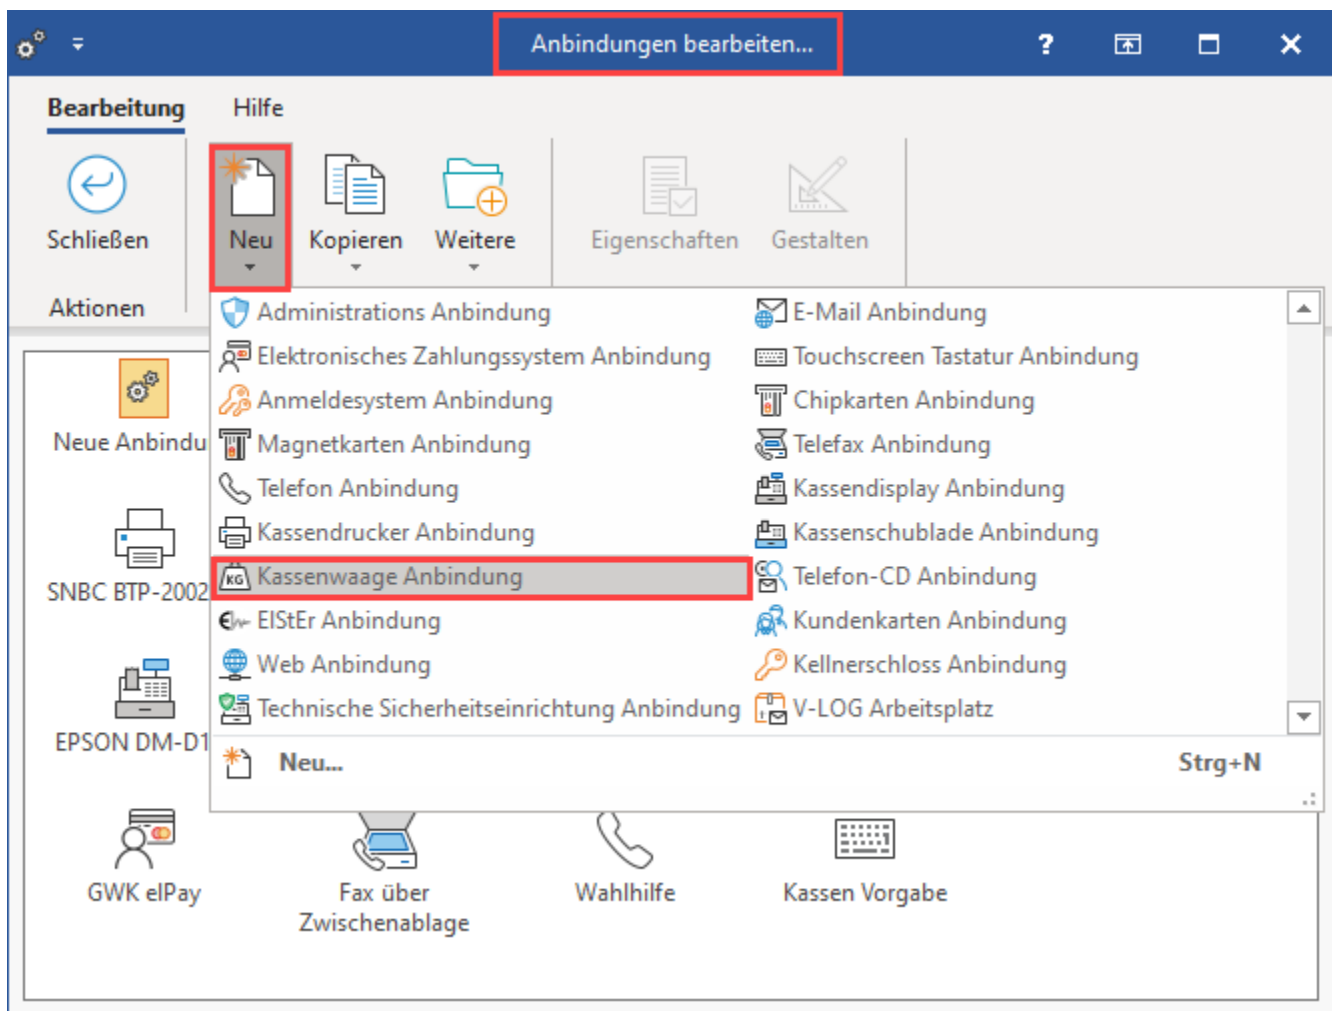 Anbindungen bearbeiten...
?
Bearbeitung Hilfe
Schließen Neu Kopieren Weitere Eigenschaften Gestalten
Aktionen
Administrations Anbindung E-Mail Anbindung
Elektronisches Zahlungssystem Anbindung Touchscreen Tastatur Anbindung
Anmeldesystem Anbindung Chipkarten Anbindung
Neue Anbindu Magnetkarten Anbindung Telefax Anbindung
Telefon Anbindung Kassendisplay Anbindung
Kassendrucker Anbindung Kassenschublade Anbindung
KG Kassenwaage Anbindung Telefon-CD Anbindung
SNBC BTP-2002
ElStEr Anbindung Kundenkarten Anbindung
Web Anbindung Kellnerschloss Anbindung
Technische Sicherheitseinrichtung Anbindung V-LOG Arbeitsplatz
EPSON DM-D1
Neu... Strg+N
GWK elPay Fax über Wahlhilfe Kassen Vorgabe
Zwischenablage